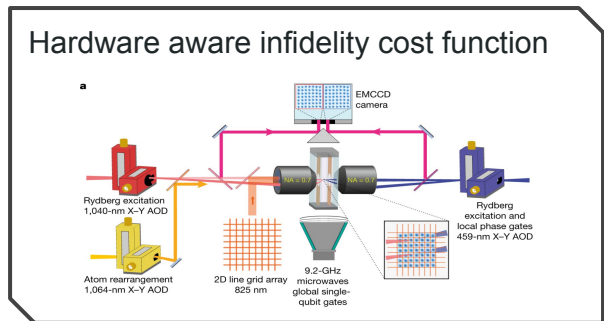 Hardware aware infidelity cost function
a
EMCCD
camera
NA = 0.7
NA = 0.7
Rydberg excitation
1,040-nm X–Y AOD
Rydberg
excitation and
local phase gates
459-nm X–Y AOD
Atom rearrangement
1,064-nm X–Y AOD
2D line grid array
825 nm
9.2-GHz
microwaves
global single-
qubit gates